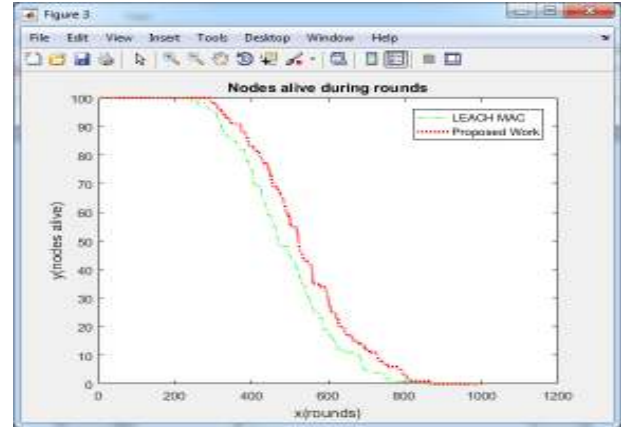 Figure 3
File Edit View Insert Tools Desktop Window Help
Nodes alive during rounds
LEACH MAC
Proposed Work
100
90
80
70
60
50
40
30
20
10
0
y(nodes alive)
0 200 400 600 800 1000 1200
x(rounds)